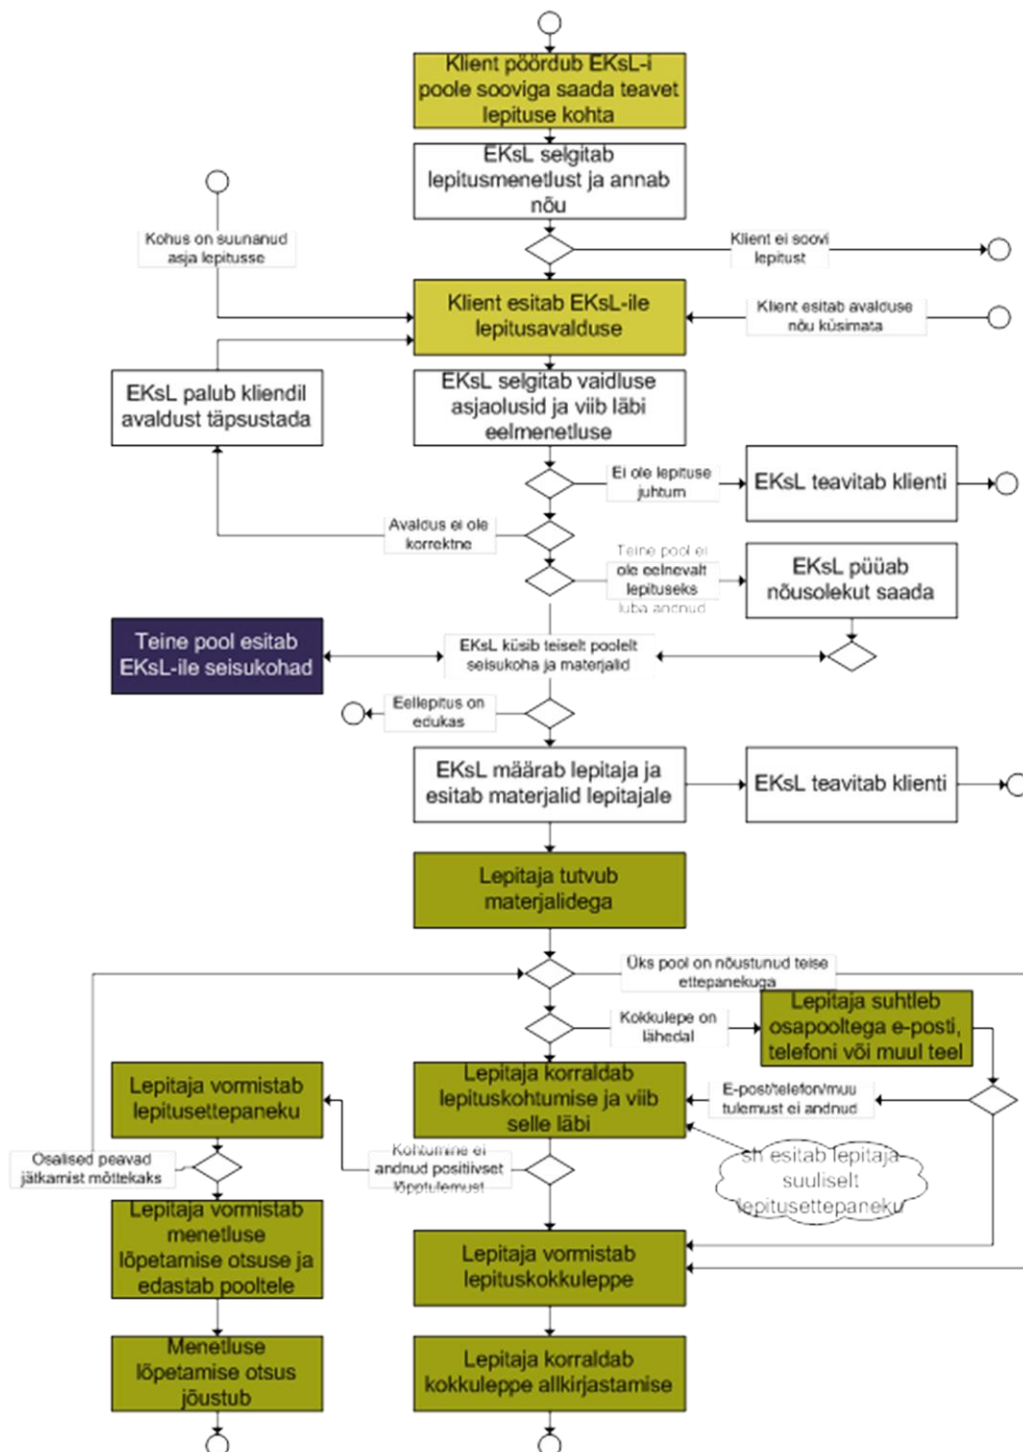 Klient pöördub EKsL-i
poole sooviga saada teavet
lepituse kohta
EKsL selgitab
lepitusmenetlust ja annab
nõu
Kohus on suunanud
asja lepitusse
Klient ei soovi
lepitust
Klient esitab EKsL-ile
lepitusavalduse
Klient esitab avalduse
nõu küsimata
EKsL palub kliendil
avaldust täpsustada
EKsL selgitab vaidluse
asjaolusid ja viib läbi
eelmenetluse
Ei ole lepituse
juhtum
EKsL teavitab klienti
Avaldus ei ole
korrektne
Teine pool ei
ole eelnevalt
lepituseks
luba andnud
EKsL püüab
nõusolekut saada
Teine pool esitab
EKsL-ile seisukohad
EKsL küsib teiselt poolelt
seisukoha ja materjalid
Eellepitus on
edukas
EKsL määrab lepitaja ja
esitab materjalid lepitajale
EKsL teavitab klienti
Lepitaja tutvub
materjalidega
Üks pool on nõustunud teise
ettepanekuga
Kokkulepe on
lähedal
Lepitaja suhtleb
osapooltega e-posti,
telefoni või muul teel
Lepitaja vormistab
lepitusettepaneku
Lepitaja korraldab
lepituskohtumise ja viib
selle läbi
E-post/telefon/muu
tulemust ei andnud
Osalised peavad
jätkamist mõttekaks
Kohtumine ei
andnud positiivset
lõpptulemust
sh esitab lepitaja
suuliselt
lepitusettepaneku
Lepitaja vormistab
menetluse
lõpetamise otsuse ja
edastab pooltele
Lepitaja vormistab
lepituskokkuleppe
Menetluse
lõpetamise otsus
jõustub
Lepitaja korraldab
kokkuleppe allkirjastamise